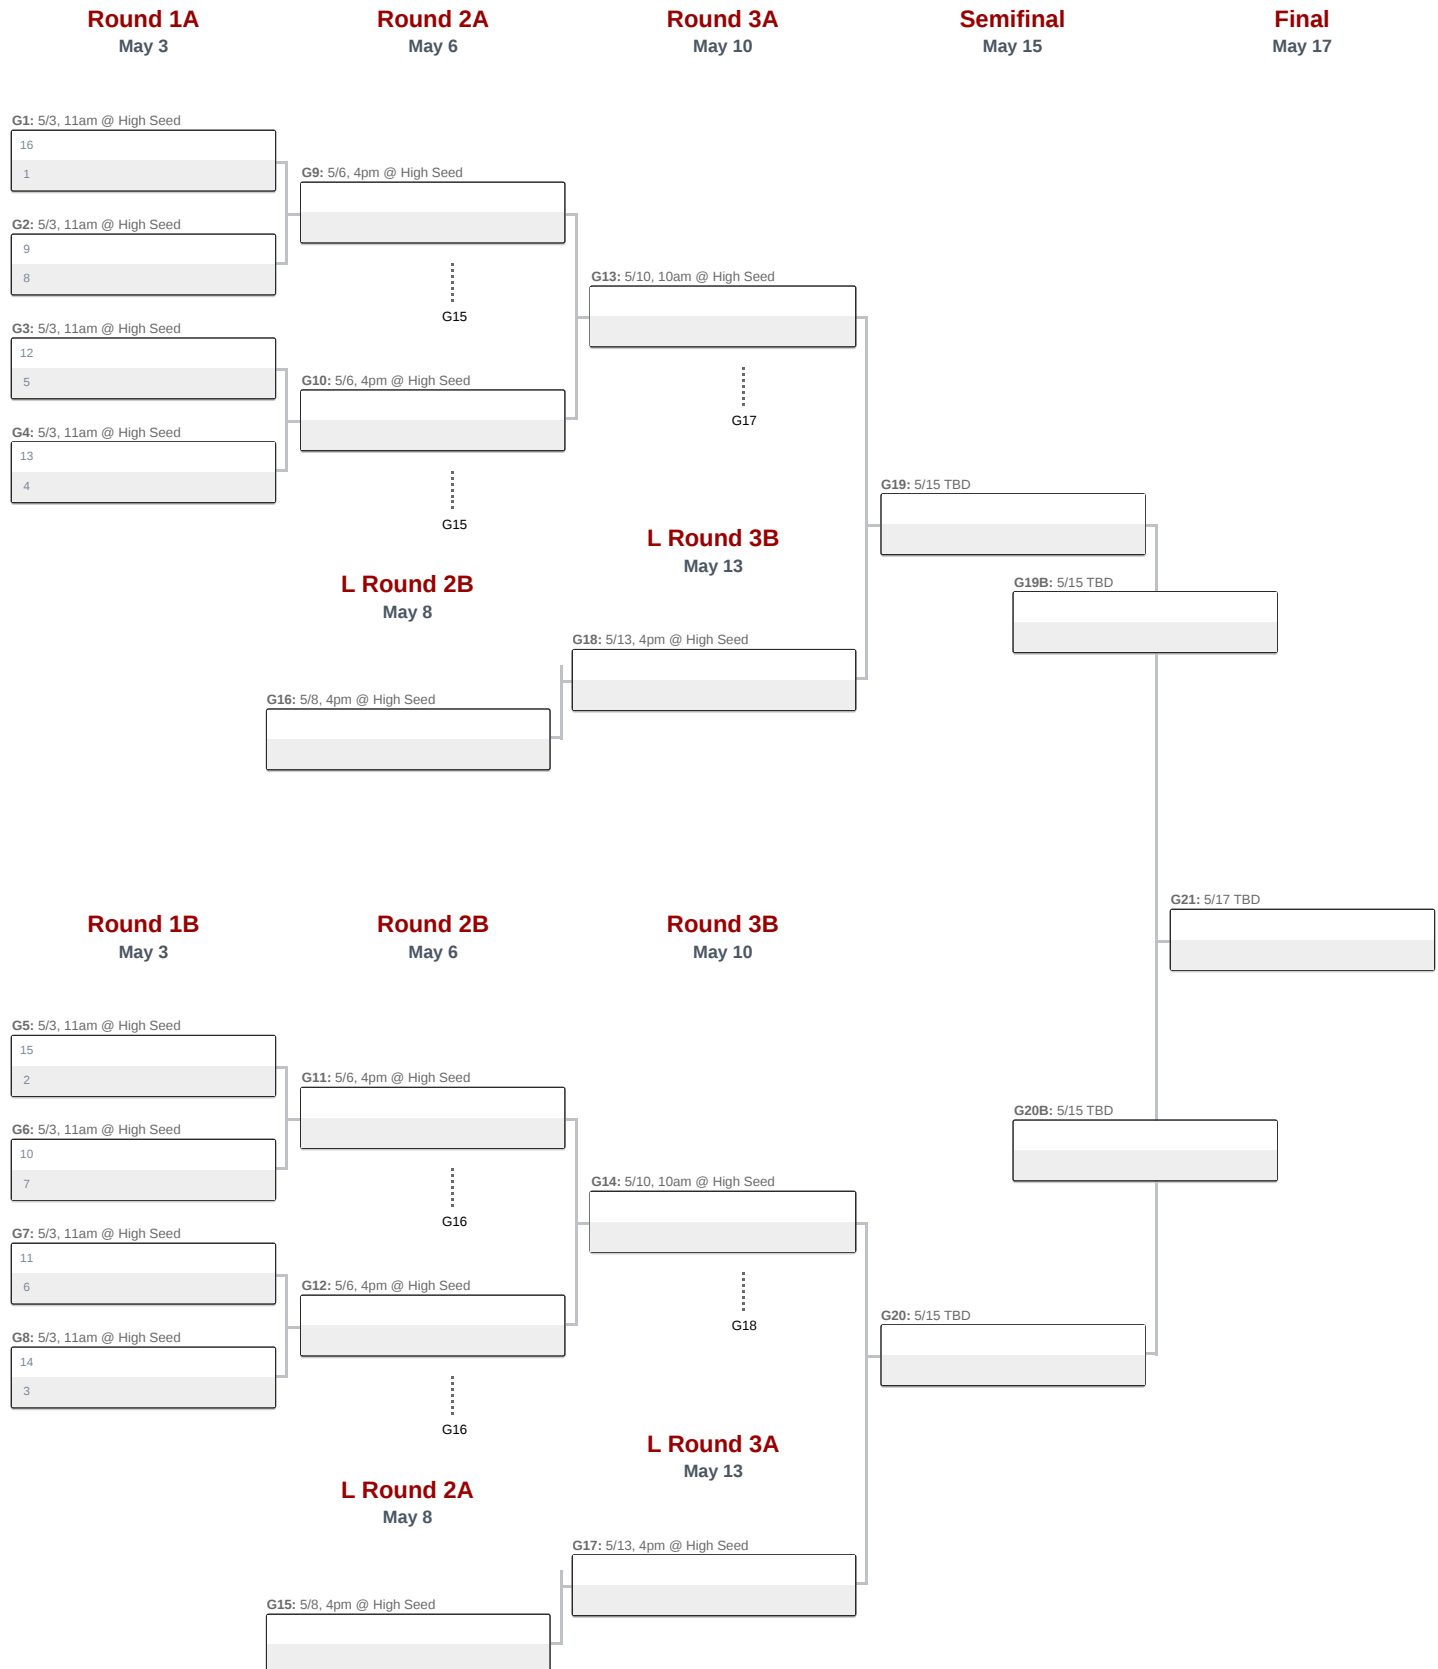 Round 1A
May 3
Round 2A
May 6
Round 3A
May 10
Semifinal
May 15
Final
May 17
G1: 5/3, 11am @ High Seed
16
1
G2: 5/3, 11am @ High Seed
9
8
G3: 5/3, 11am @ High Seed
12
5
G4: 5/3, 11am @ High Seed
13
4
G9: 5/6, 4pm @ High Seed
G15
G10: 5/6, 4pm @ High Seed
G15
G13: 5/10, 10am @ High Seed
G17
L Round 2B
May 8
G16: 5/8, 4pm @ High Seed
L Round 3B
May 13
G18: 5/13, 4pm @ High Seed
G19: 5/15 TBD
G19B: 5/15 TBD
G21: 5/17 TBD
Round 1B
May 3
Round 2B
May 6
Round 3B
May 10
G5: 5/3, 11am @ High Seed
15
2
G6: 5/3, 11am @ High Seed
10
7
G7: 5/3, 11am @ High Seed
11
6
G8: 5/3, 11am @ High Seed
14
3
G11: 5/6, 4pm @ High Seed
G16
G12: 5/6, 4pm @ High Seed
G16
G14: 5/10, 10am @ High Seed
G18
G20B: 5/15 TBD
G20: 5/15 TBD
L Round 2A
May 8
G15: 5/8, 4pm @ High Seed
L Round 3A
May 13
G17: 5/13, 4pm @ High Seed